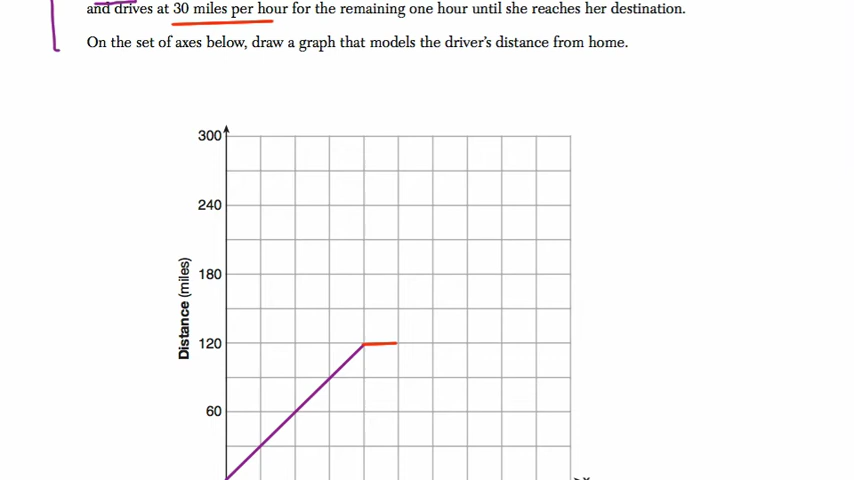 and drives at 30 miles per hour for the remaining one hour until she reaches her destination.
On the set of axes below, draw a graph that models the driver's distance from home.
300
240
180
120
60
Distance (miles)